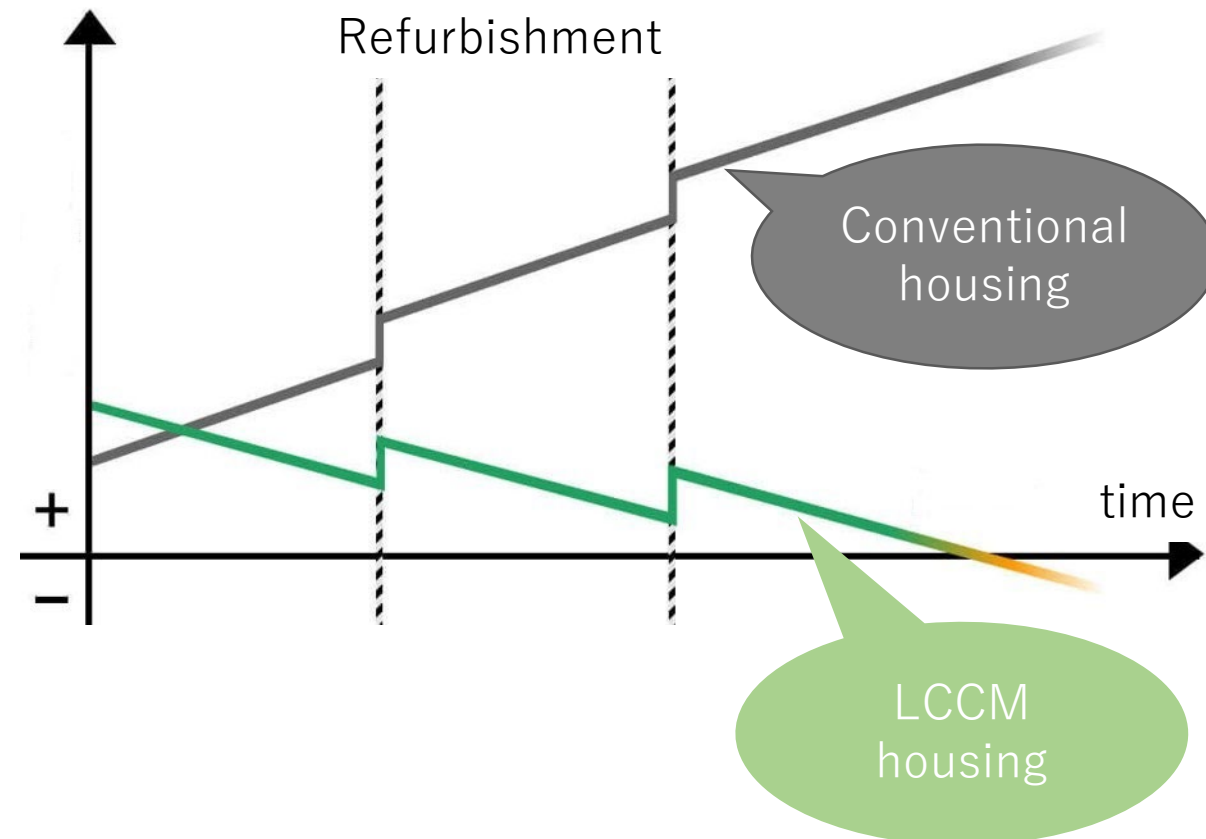 Refurbishment
Conventional
housing
+
time
−
LCCM
housing